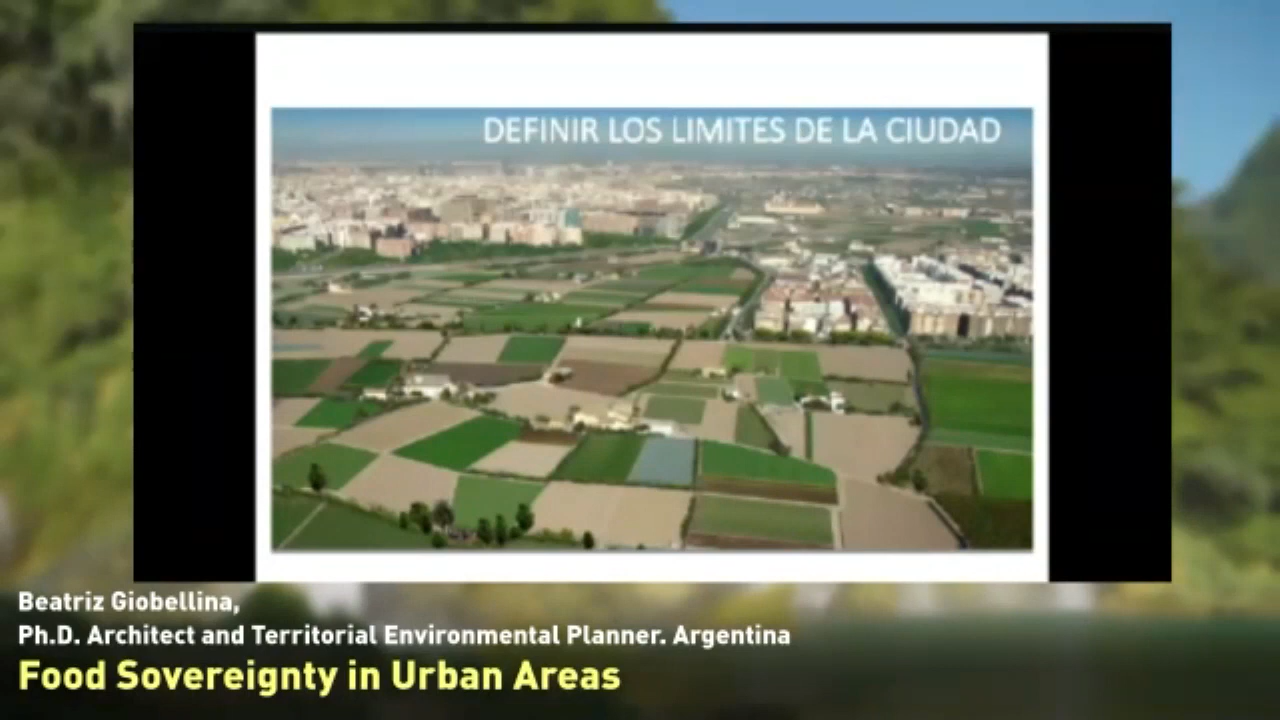 DEFINIR LOS LIMITES DE LA CIUDAD
Beatriz Giobellina,
Ph.D. Architect and Territorial Environmental Planner. Argentina
Food Sovereignty in Urban Areas